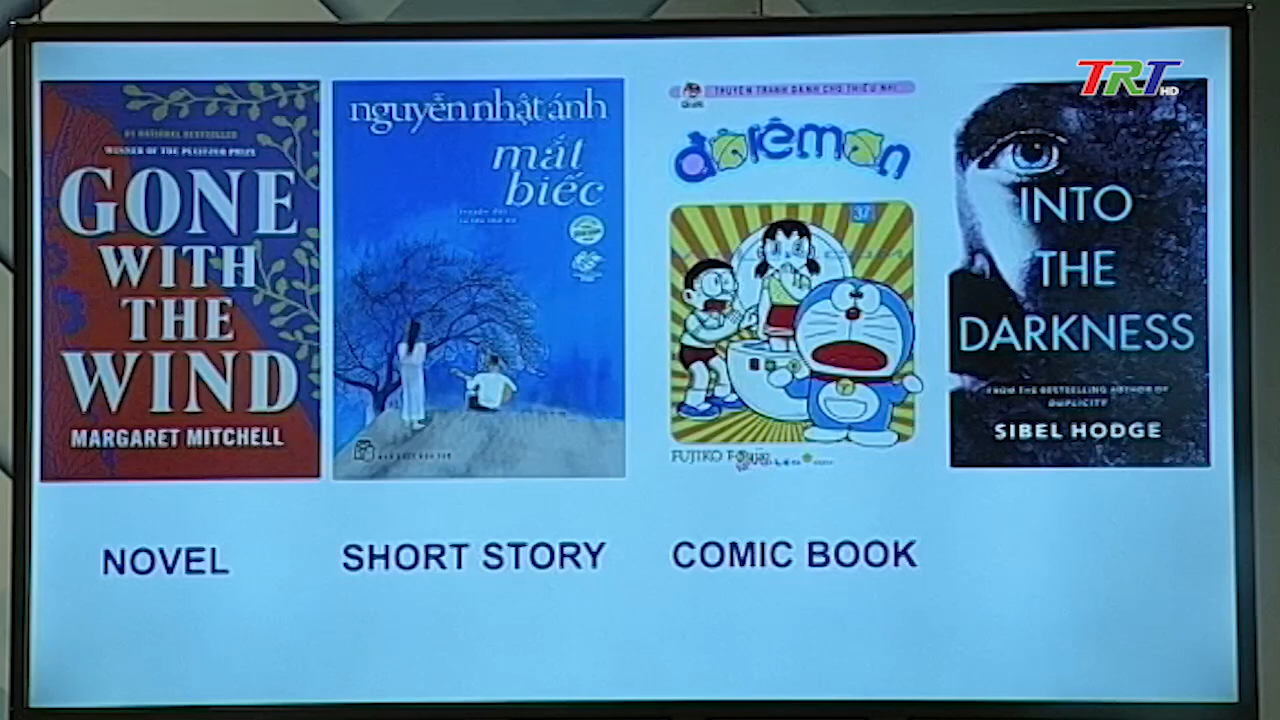 TRT HD
#1 NATIONAL BESTSELLER
WINNER OF THE PULITZER PRIZE
GONE
WITH
THE
WIND
MARGARET MITCHELL
nguyễn nhật ánh
mắt
biếc
TRUYỆN TRANH DÀNH CHO THIẾU NHI
đôrêmon
37
FUJIKO
INTO
THE
DARKNESS
FROM THE BESTSELLING AUTHOR OF
DUPLICITY
SIBEL HODGE
NOVEL
SHORT STORY
COMIC BOOK